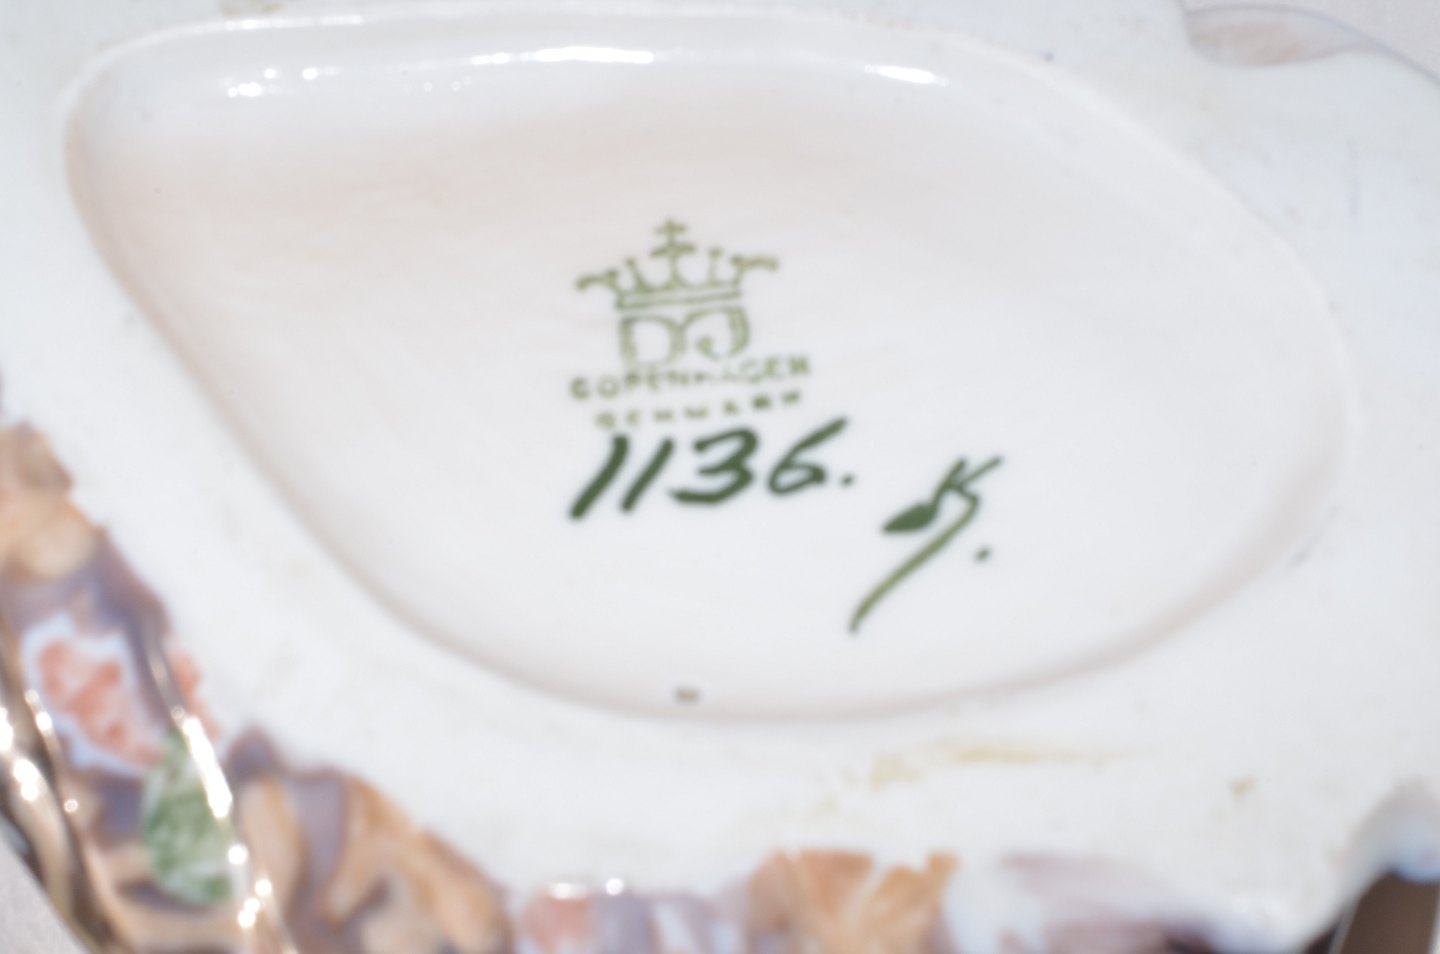 DJ
COPENHAGEN
DENMARK
1136.